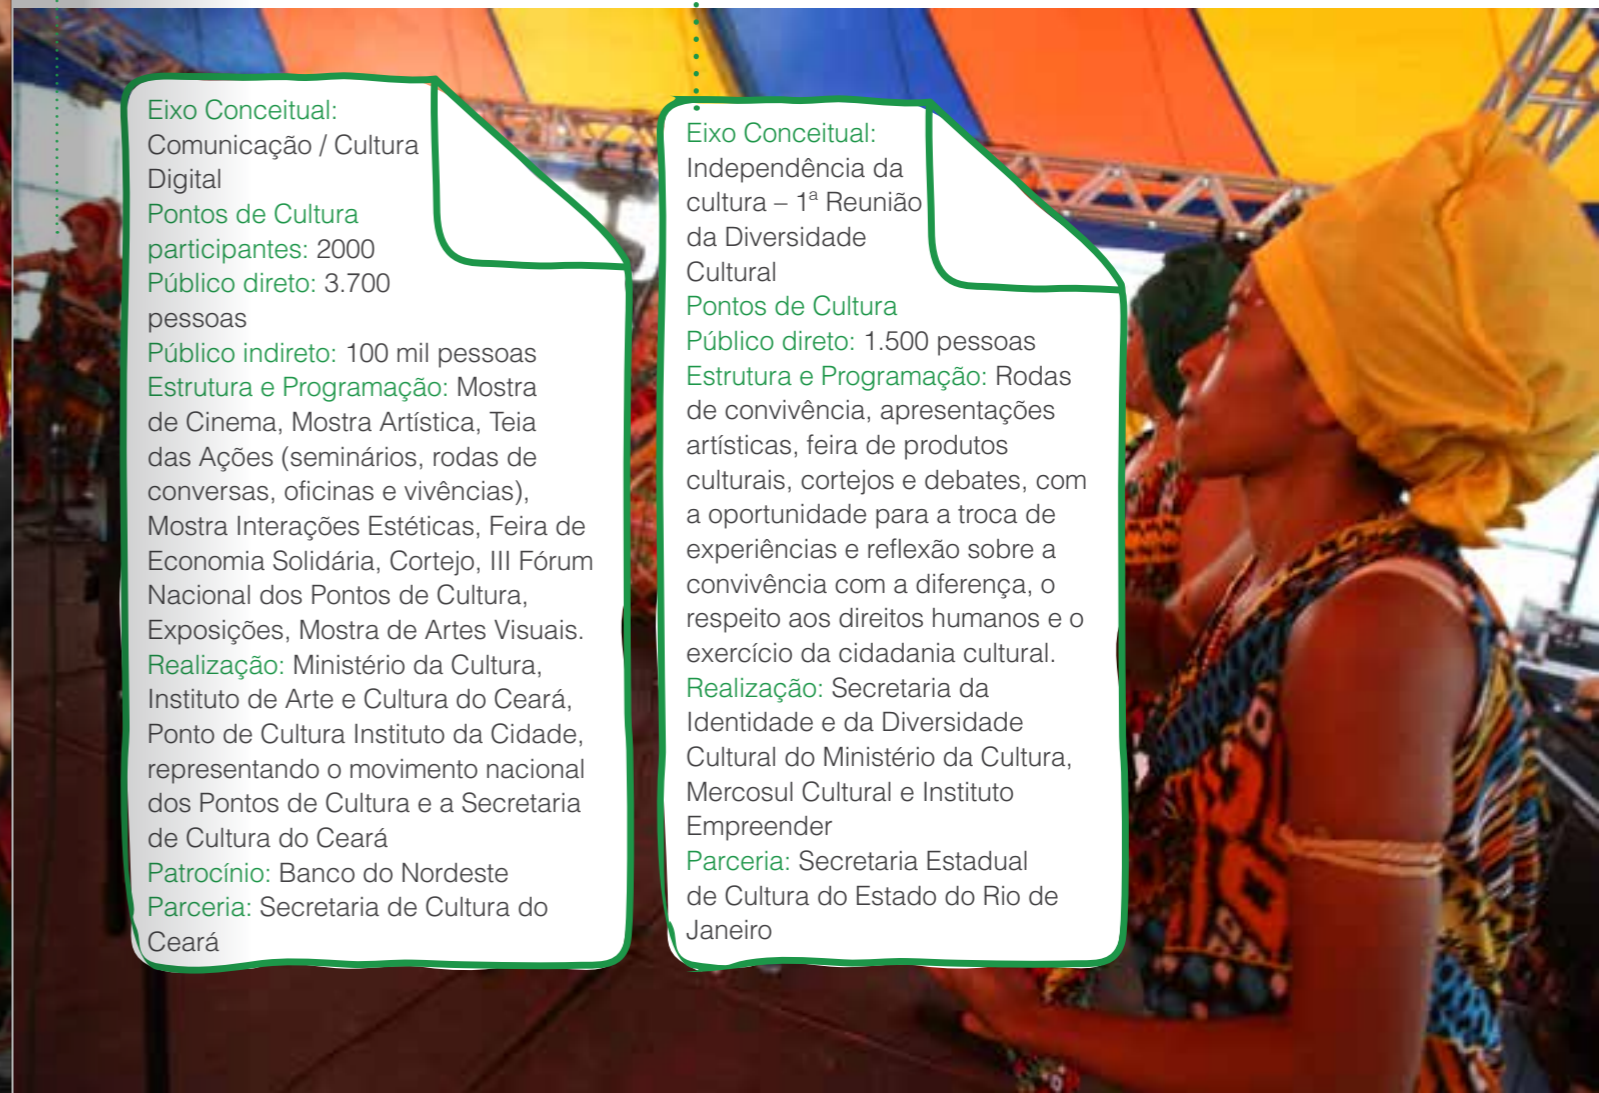 Eixo Conceitual:
Comunicação / Cultura
Digital
Pontos de Cultura
participantes: 2000
Público direto: 3.700
pessoas
Público indireto: 100 mil pessoas
Estrutura e Programação: Mostra
de Cinema, Mostra Artística, Teia
das Ações (seminários, rodas de
conversas, oficinas e vivências),
Mostra Interações Estéticas, Feira de
Economia Solidária, Cortejo, III Fórum
Nacional dos Pontos de Cultura,
Exposições, Mostra de Artes Visuais.
Realização: Ministério da Cultura,
Instituto de Arte e Cultura do Ceará,
Ponto de Cultura Instituto da Cidade,
representando o movimento nacional
dos Pontos de Cultura e a Secretaria
de Cultura do Ceará
Patrocínio: Banco do Nordeste
Parceria: Secretaria de Cultura do
Ceará
Eixo Conceitual:
Independência da
cultura – 1ª Reunião
da Diversidade
Cultural
Pontos de Cultura
Público direto: 1.500 pessoas
Estrutura e Programação: Rodas
de convivência, apresentações
artísticas, feira de produtos
culturais, cortejos e debates, com
a oportunidade para a troca de
experiências e reflexão sobre a
convivência com a diferença, o
respeito aos direitos humanos e o
exercício da cidadania cultural.
Realização: Secretaria da
Identidade e da Diversidade
Cultural do Ministério da Cultura,
Mercosul Cultural e Instituto
Empreender
Parceria: Secretaria Estadual
de Cultura do Estado do Rio de
Janeiro